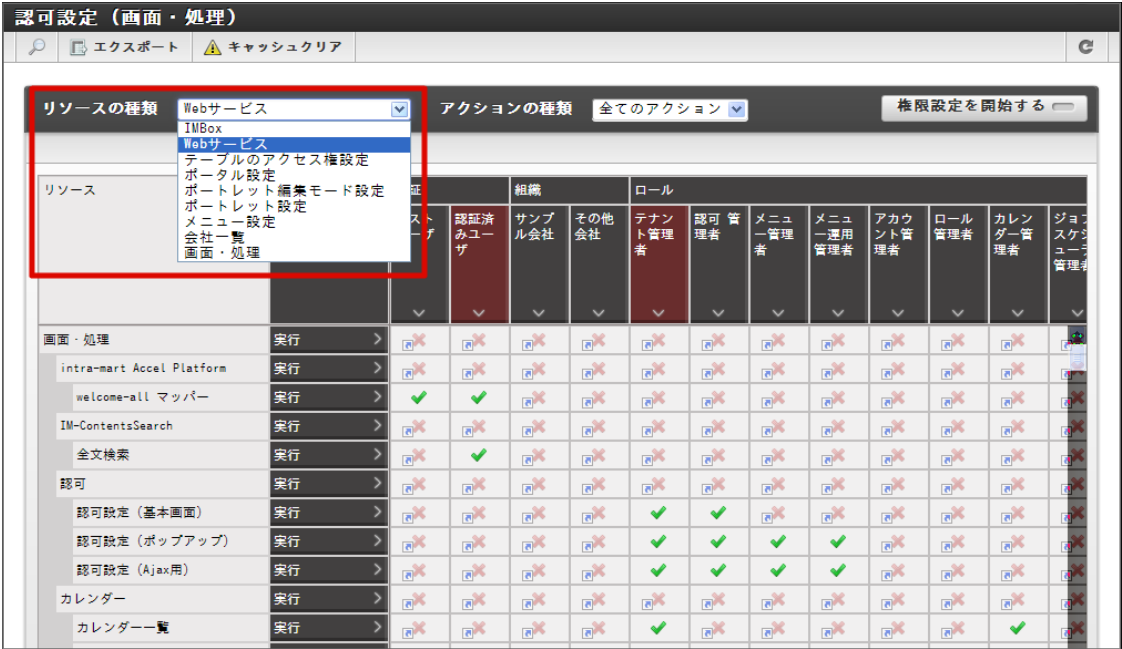 認可設定（画面・処理）
エクスポート
キャッシュクリア
リソースの種類
Webサービス
アクションの種類
全てのアクション
権限設定を開始する
IMBox
Webサービス
テーブルのアクセス権設定
ポータル設定
ポートレット編集モード設定
ポートレット設定
メニュー設定
会社一覧
画面・処理
リソース
証
組織
ロール
認証済
みユー
ザ
サンプ
ル会社
その他
会社
テナン
ト管理
者
認可 管
理者
メニュ
ー管理
者
メニュ
ー運用
管理者
アカウ
ント管
理者
ロール
管理者
カレン
ダー管
理者
ジョブ
スケジ
ューラ
管理者
画面・処理 実行
intra-mart Accel Platform 実行
welcome-all マッパー 実行
IM-ContentsSearch 実行
全文検索 実行
認可 実行
認可設定（基本画面） 実行
認可設定（ポップアップ） 実行
認可設定（Ajax用） 実行
カレンダー 実行
カレンダー一覧 実行